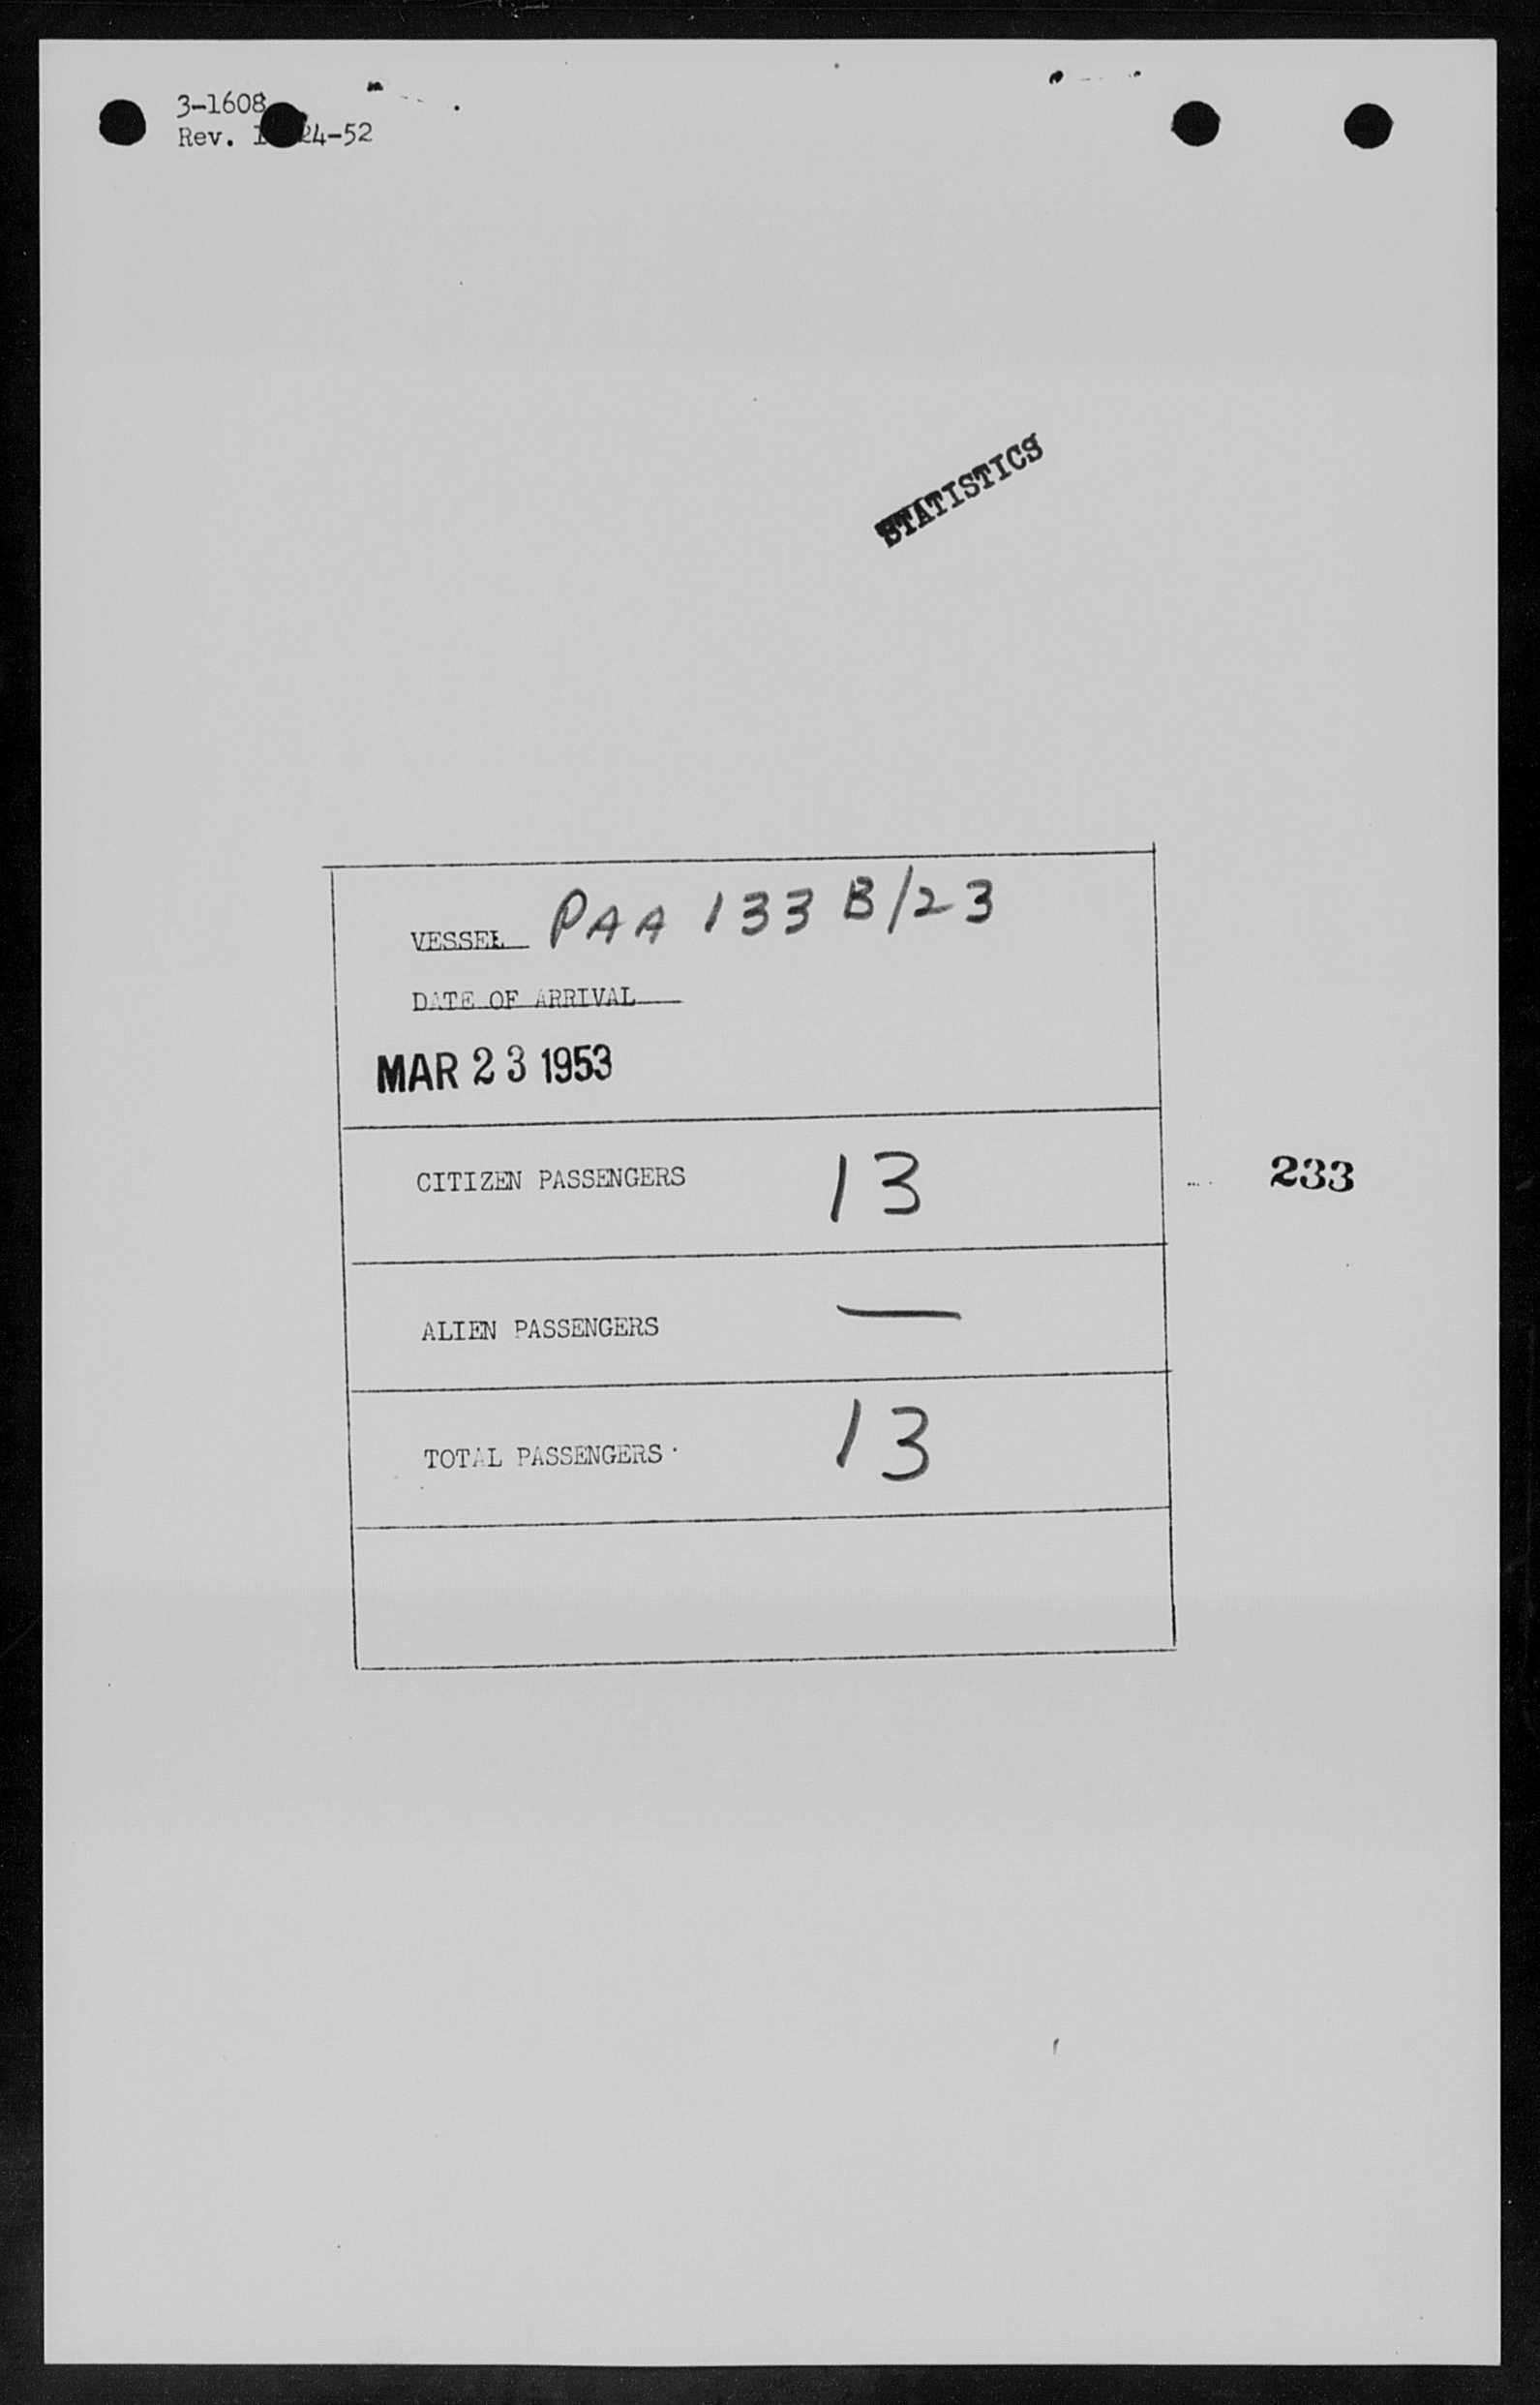 3-1608
Rev. 24-52
STATISTICS
VESSEL PAA 133 B/23
DATE OF ARRIVAL
MAR 23 1953
CITIZEN PASSENGERS 13
233
ALIEN PASSENGERS —
TOTAL PASSENGERS 13